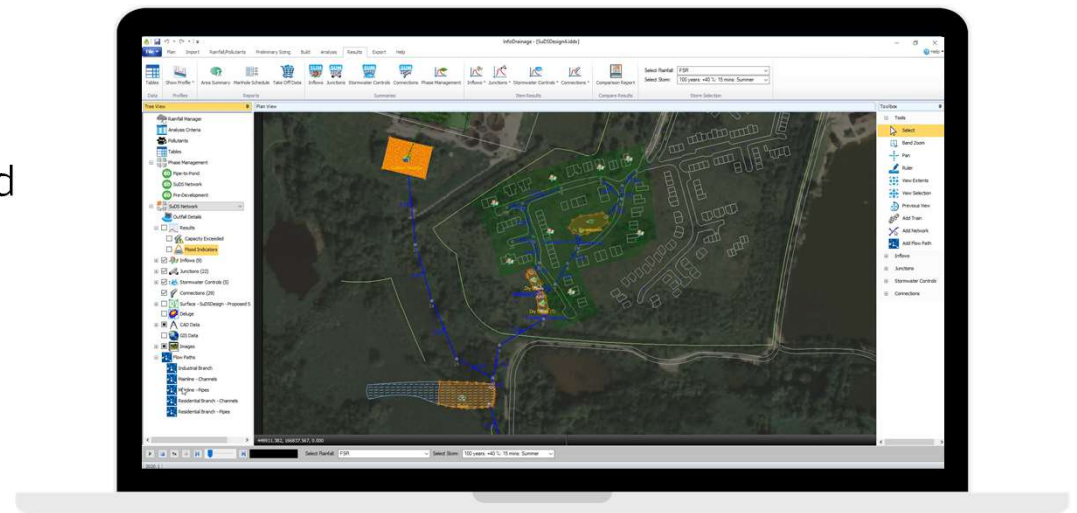 d
InfoDrainage - [SuDSDesign4.iddx]
File Plan Import Rainfall/Pollutants Preliminary Sizing Build Analysis Results Export Help
Help
Tables Show Profile Area Summary Manhole Schedule Take Off Data Inflows Junctions Stormwater Controls Connections Phase Management Inflows Junctions Stormwater Controls Connections Comparison Report
Select Rainfall: FSR
Select Storm: 100 years: +40 %: 15 mins: Summer
Data Profiles Reports Summaries Item Results Compare Results Storm Selection
Tree View
Plan View
Toolbox
Rainfall Manager
Analysis Criteria
Pollutants
Tables
Phase Management
Pipe-to-Pond
SuDS Network
Pre-Development
SuDS Network
Outfall Details
Results
Capacity Exceeded
Flood Indicators
Inflows (9)
Junctions (22)
Stormwater Controls (5)
Connections (29)
Surface - SuDSDesign - Proposed S
Deluge
CAD Data
GIS Data
Images
Flow Paths
Industrial Branch
Mainline - Channels
Mainline - Pipes
Residential Branch - Channels
Residential Branch - Pipes
Tools
Select
Band Zoom
Pan
Ruler
View Extents
View Selection
Previous View
Add Train
Add Network
Add Flow Path
Inflows
Junctions
Stormwater Controls
Connections
Select Rainfall: FSR Select Storm: 100 years: +40 %: 15 mins: Summer